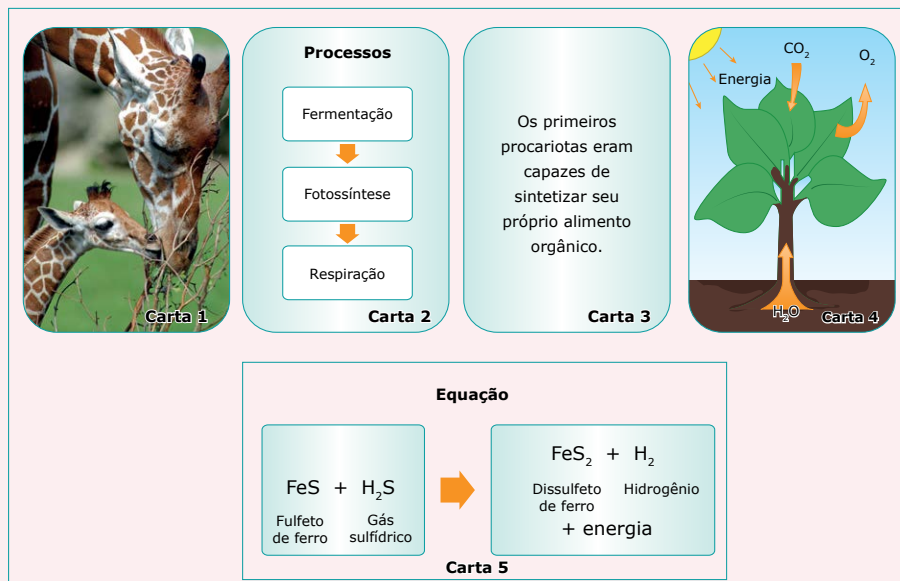 Carta 1
Processos
Fermentação
Fotossíntese
Respiração
Carta 2
Os primeiros
procariotas eram
capazes de
sintetizar seu
próprio alimento
orgânico.
Carta 3
Energia
CO₂
O₂
H₂O
Carta 4
Equação
FeS + H₂S
Fulfeto
de ferro
Gás
sulfídrico
FeS₂ + H₂
Dissulfeto
de ferro
Hidrogênio
+ energia
Carta 5